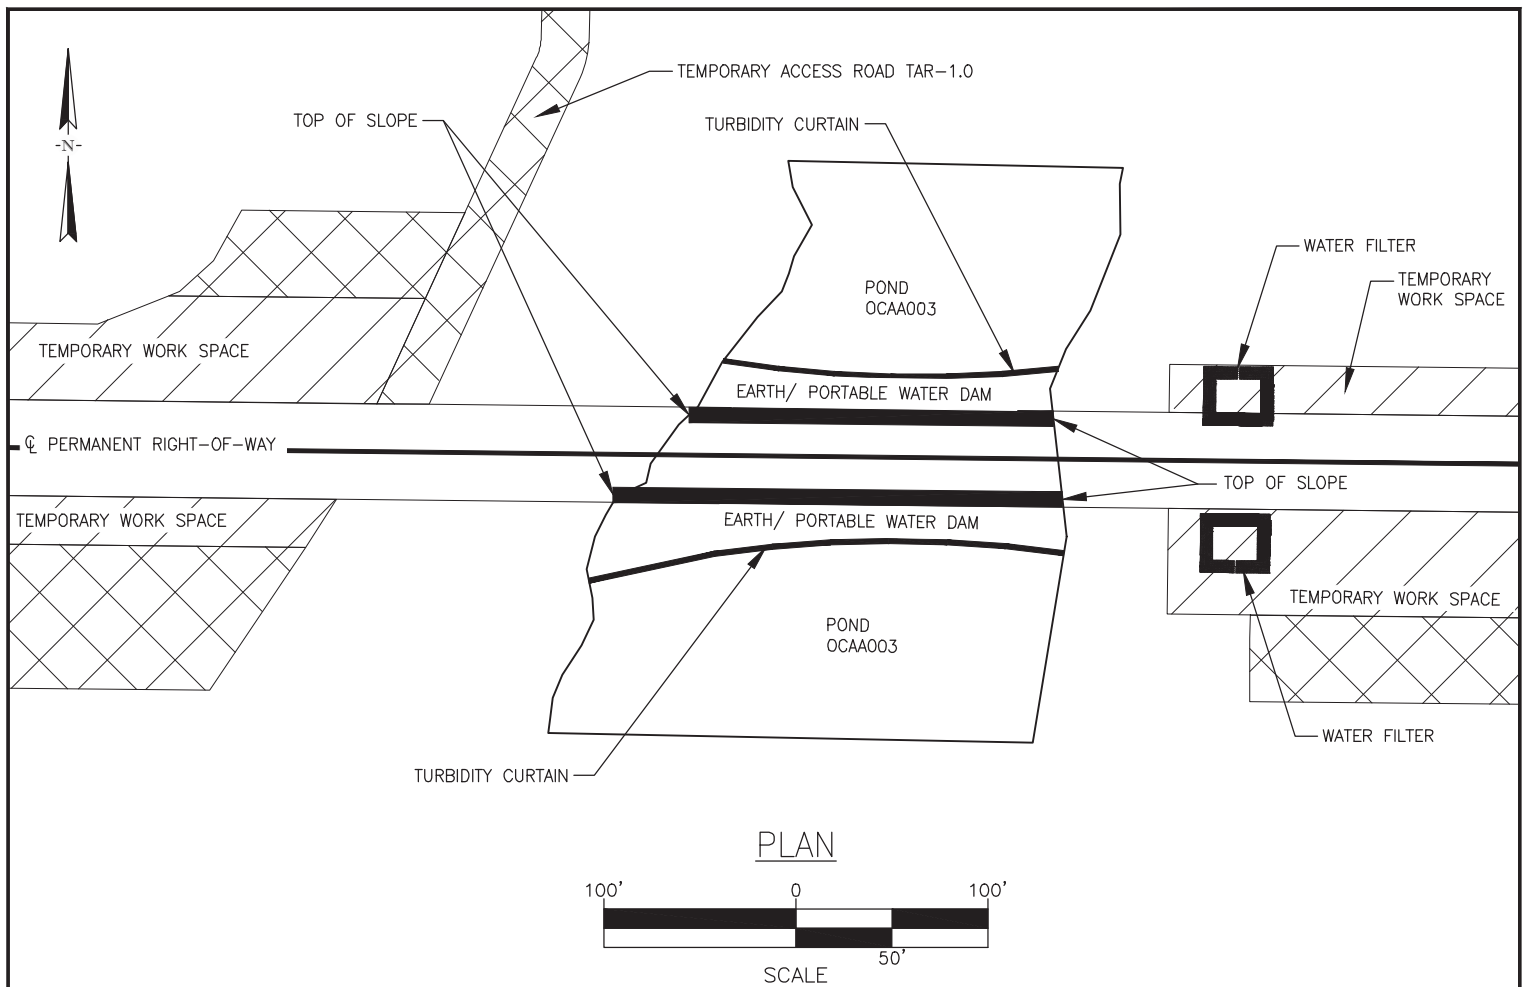 TEMPORARY ACCESS ROAD TAR-1.0
TOP OF SLOPE
TURBIDITY CURTAIN
-N-
WATER FILTER
TEMPORARY
WORK SPACE
POND
OCAA003
TEMPORARY WORK SPACE
EARTH/ PORTABLE WATER DAM
℄ PERMANENT RIGHT-OF-WAY
TOP OF SLOPE
TEMPORARY WORK SPACE
EARTH/ PORTABLE WATER DAM
TEMPORARY WORK SPACE
POND
OCAA003
WATER FILTER
TURBIDITY CURTAIN
PLAN
100' 0 100'
50'
SCALE